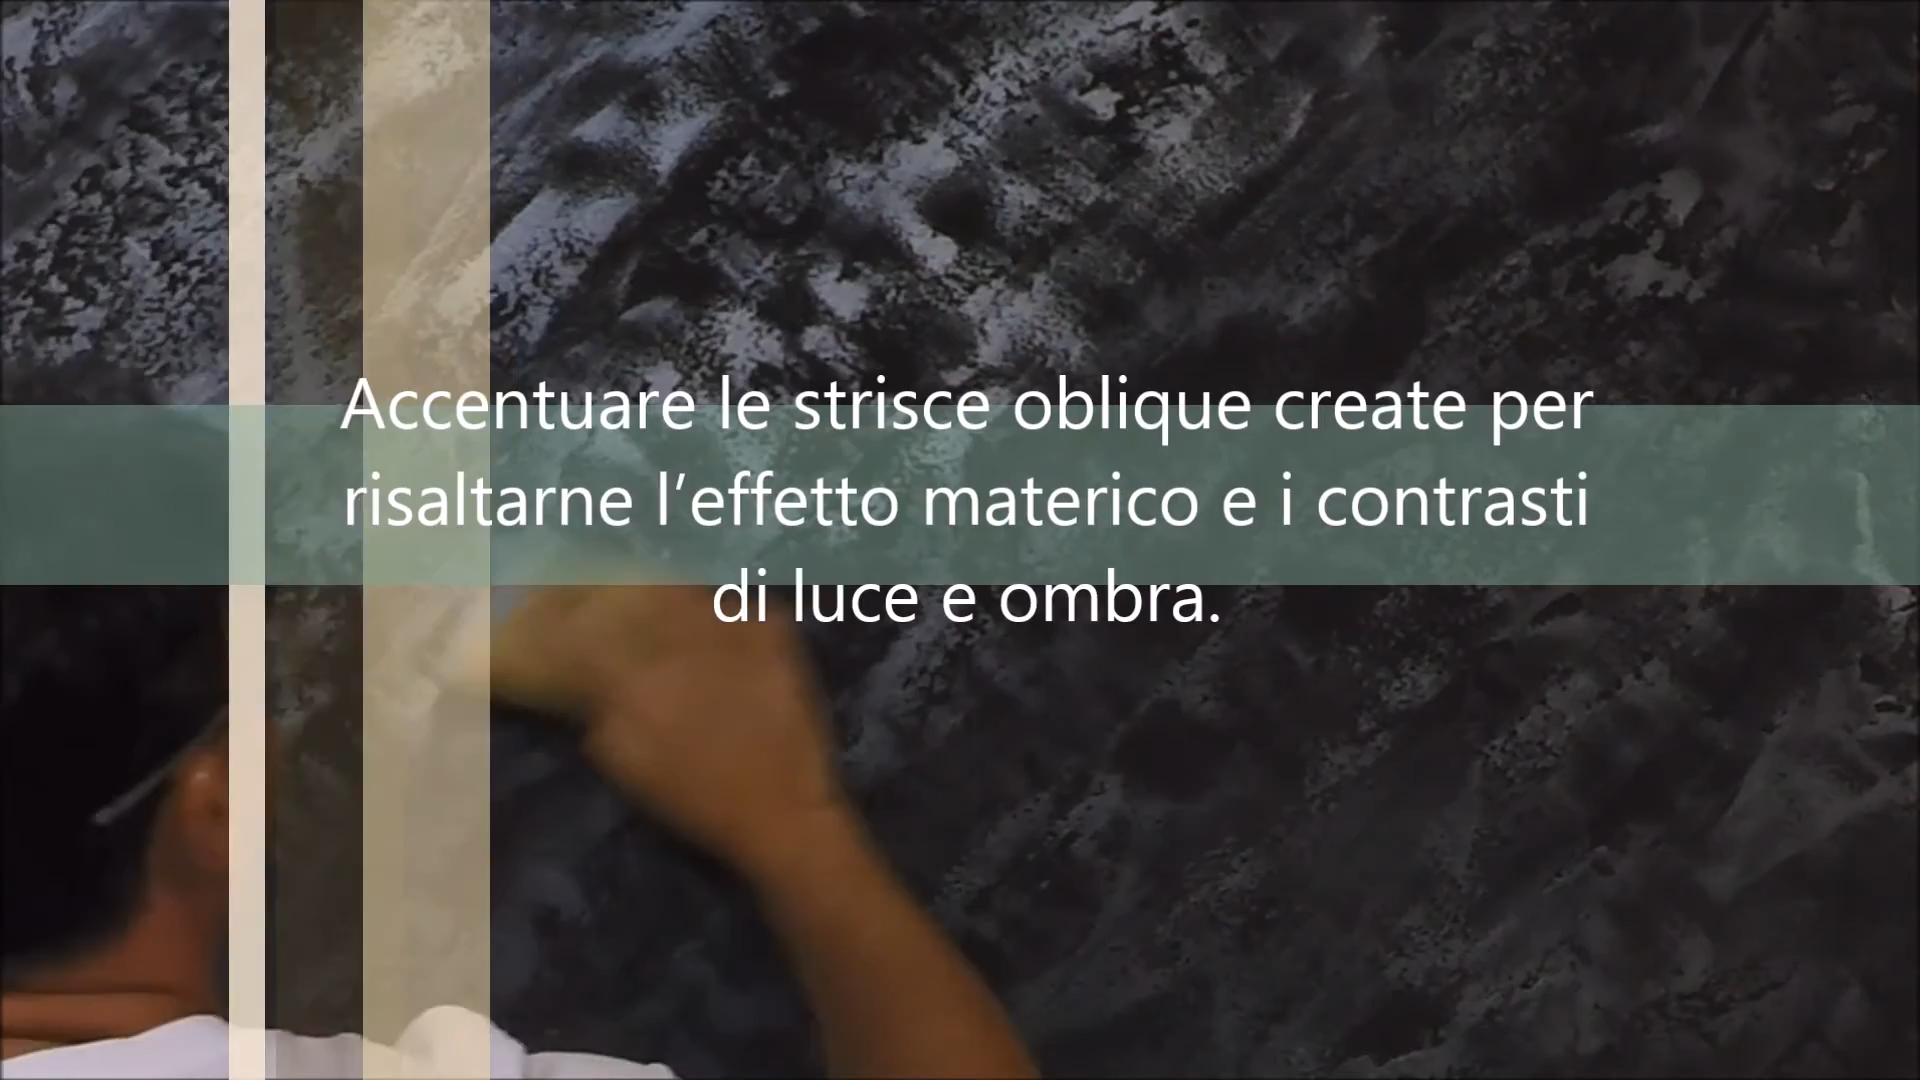 Accentuare le strisce oblique create per
risaltarne l’effetto materico e i contrasti
di luce e ombra.